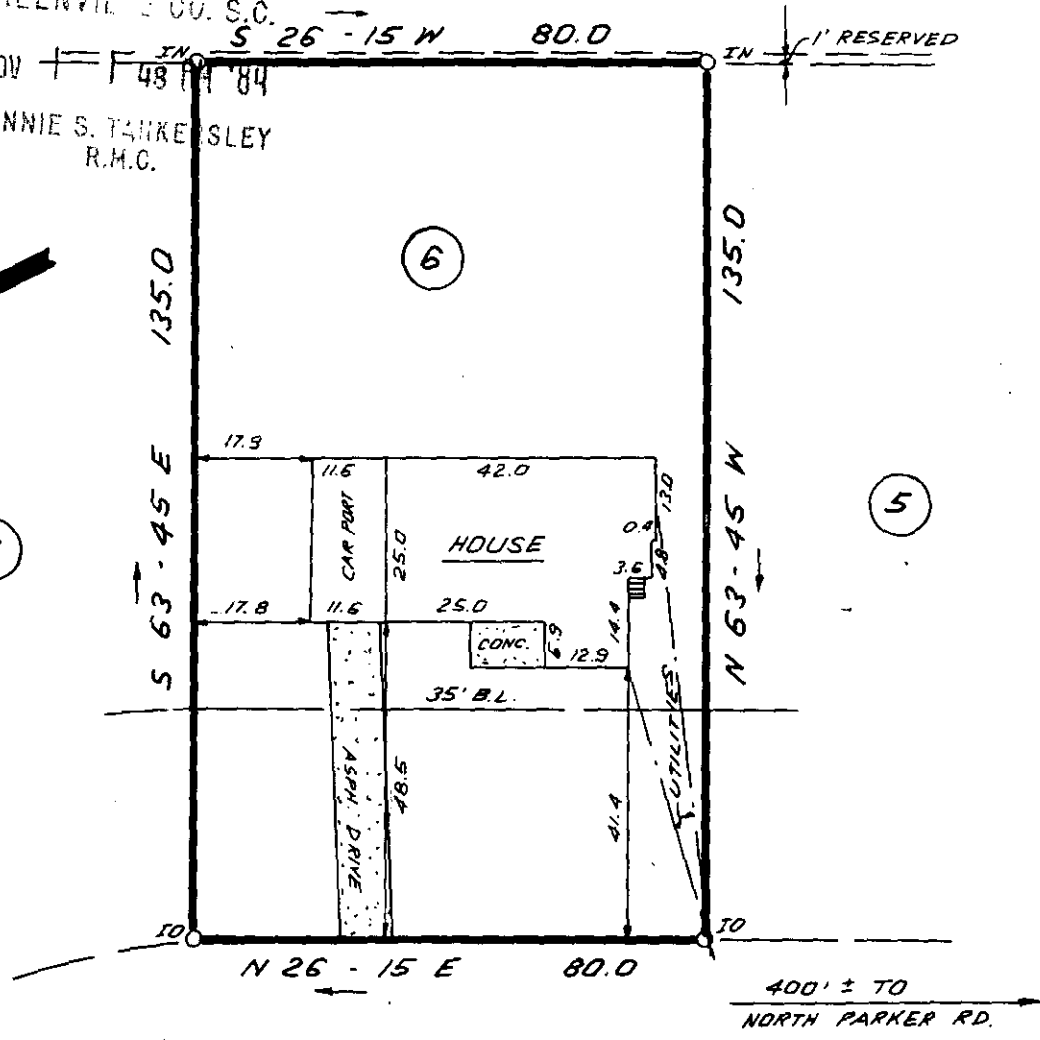 CO. S.C.
S 26 - 15 W 80.0
IN
IN
1' RESERVED
48 '84
NNIE S. TANKERSLEY
R.M.C.
135.0
135.0
6
5
S 63 - 45 E
N 63 - 45 W
17.9
11.6
42.0
13.0
CAR PORT
25.0
HOUSE
0.4
4.8
3.6
17.8
11.6
25.0
14.4
CONC.
6.9
12.9
35' B.L.
UTILITIES
ASPH. DRIVE
48.5
41.4
IO
IO
N 26 - 15 E 80.0
400' ± TO
NORTH PARKER RD.